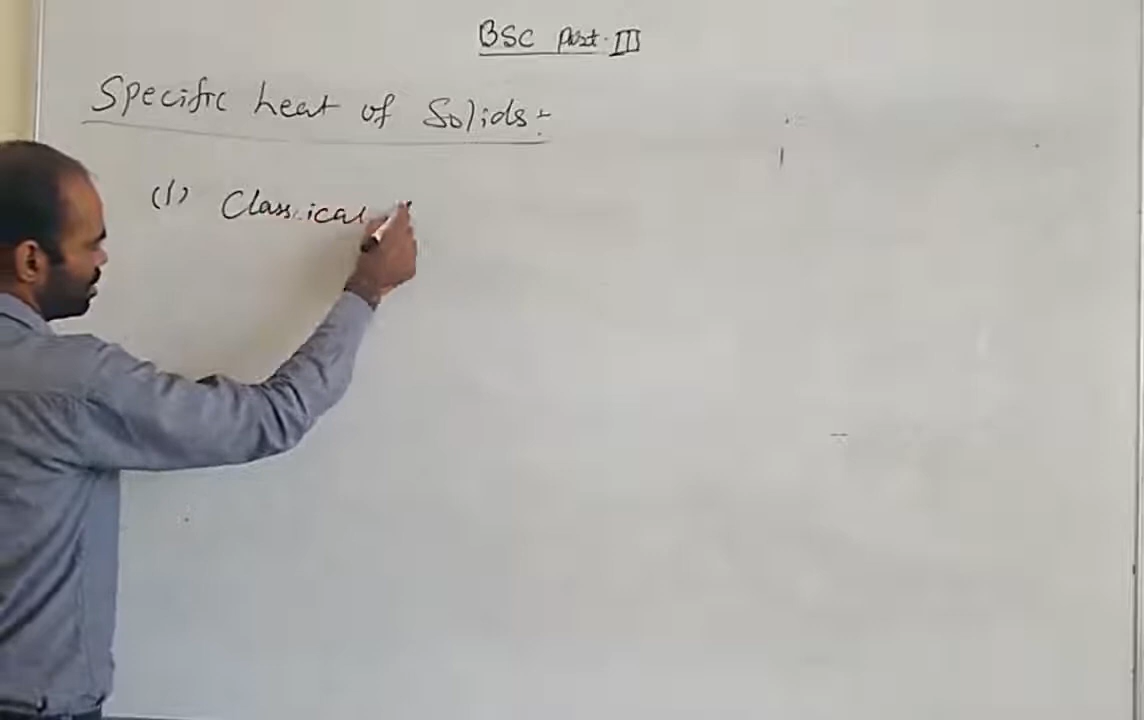 BSC Part-III
Specific heat of Solids:-
(1) Classical